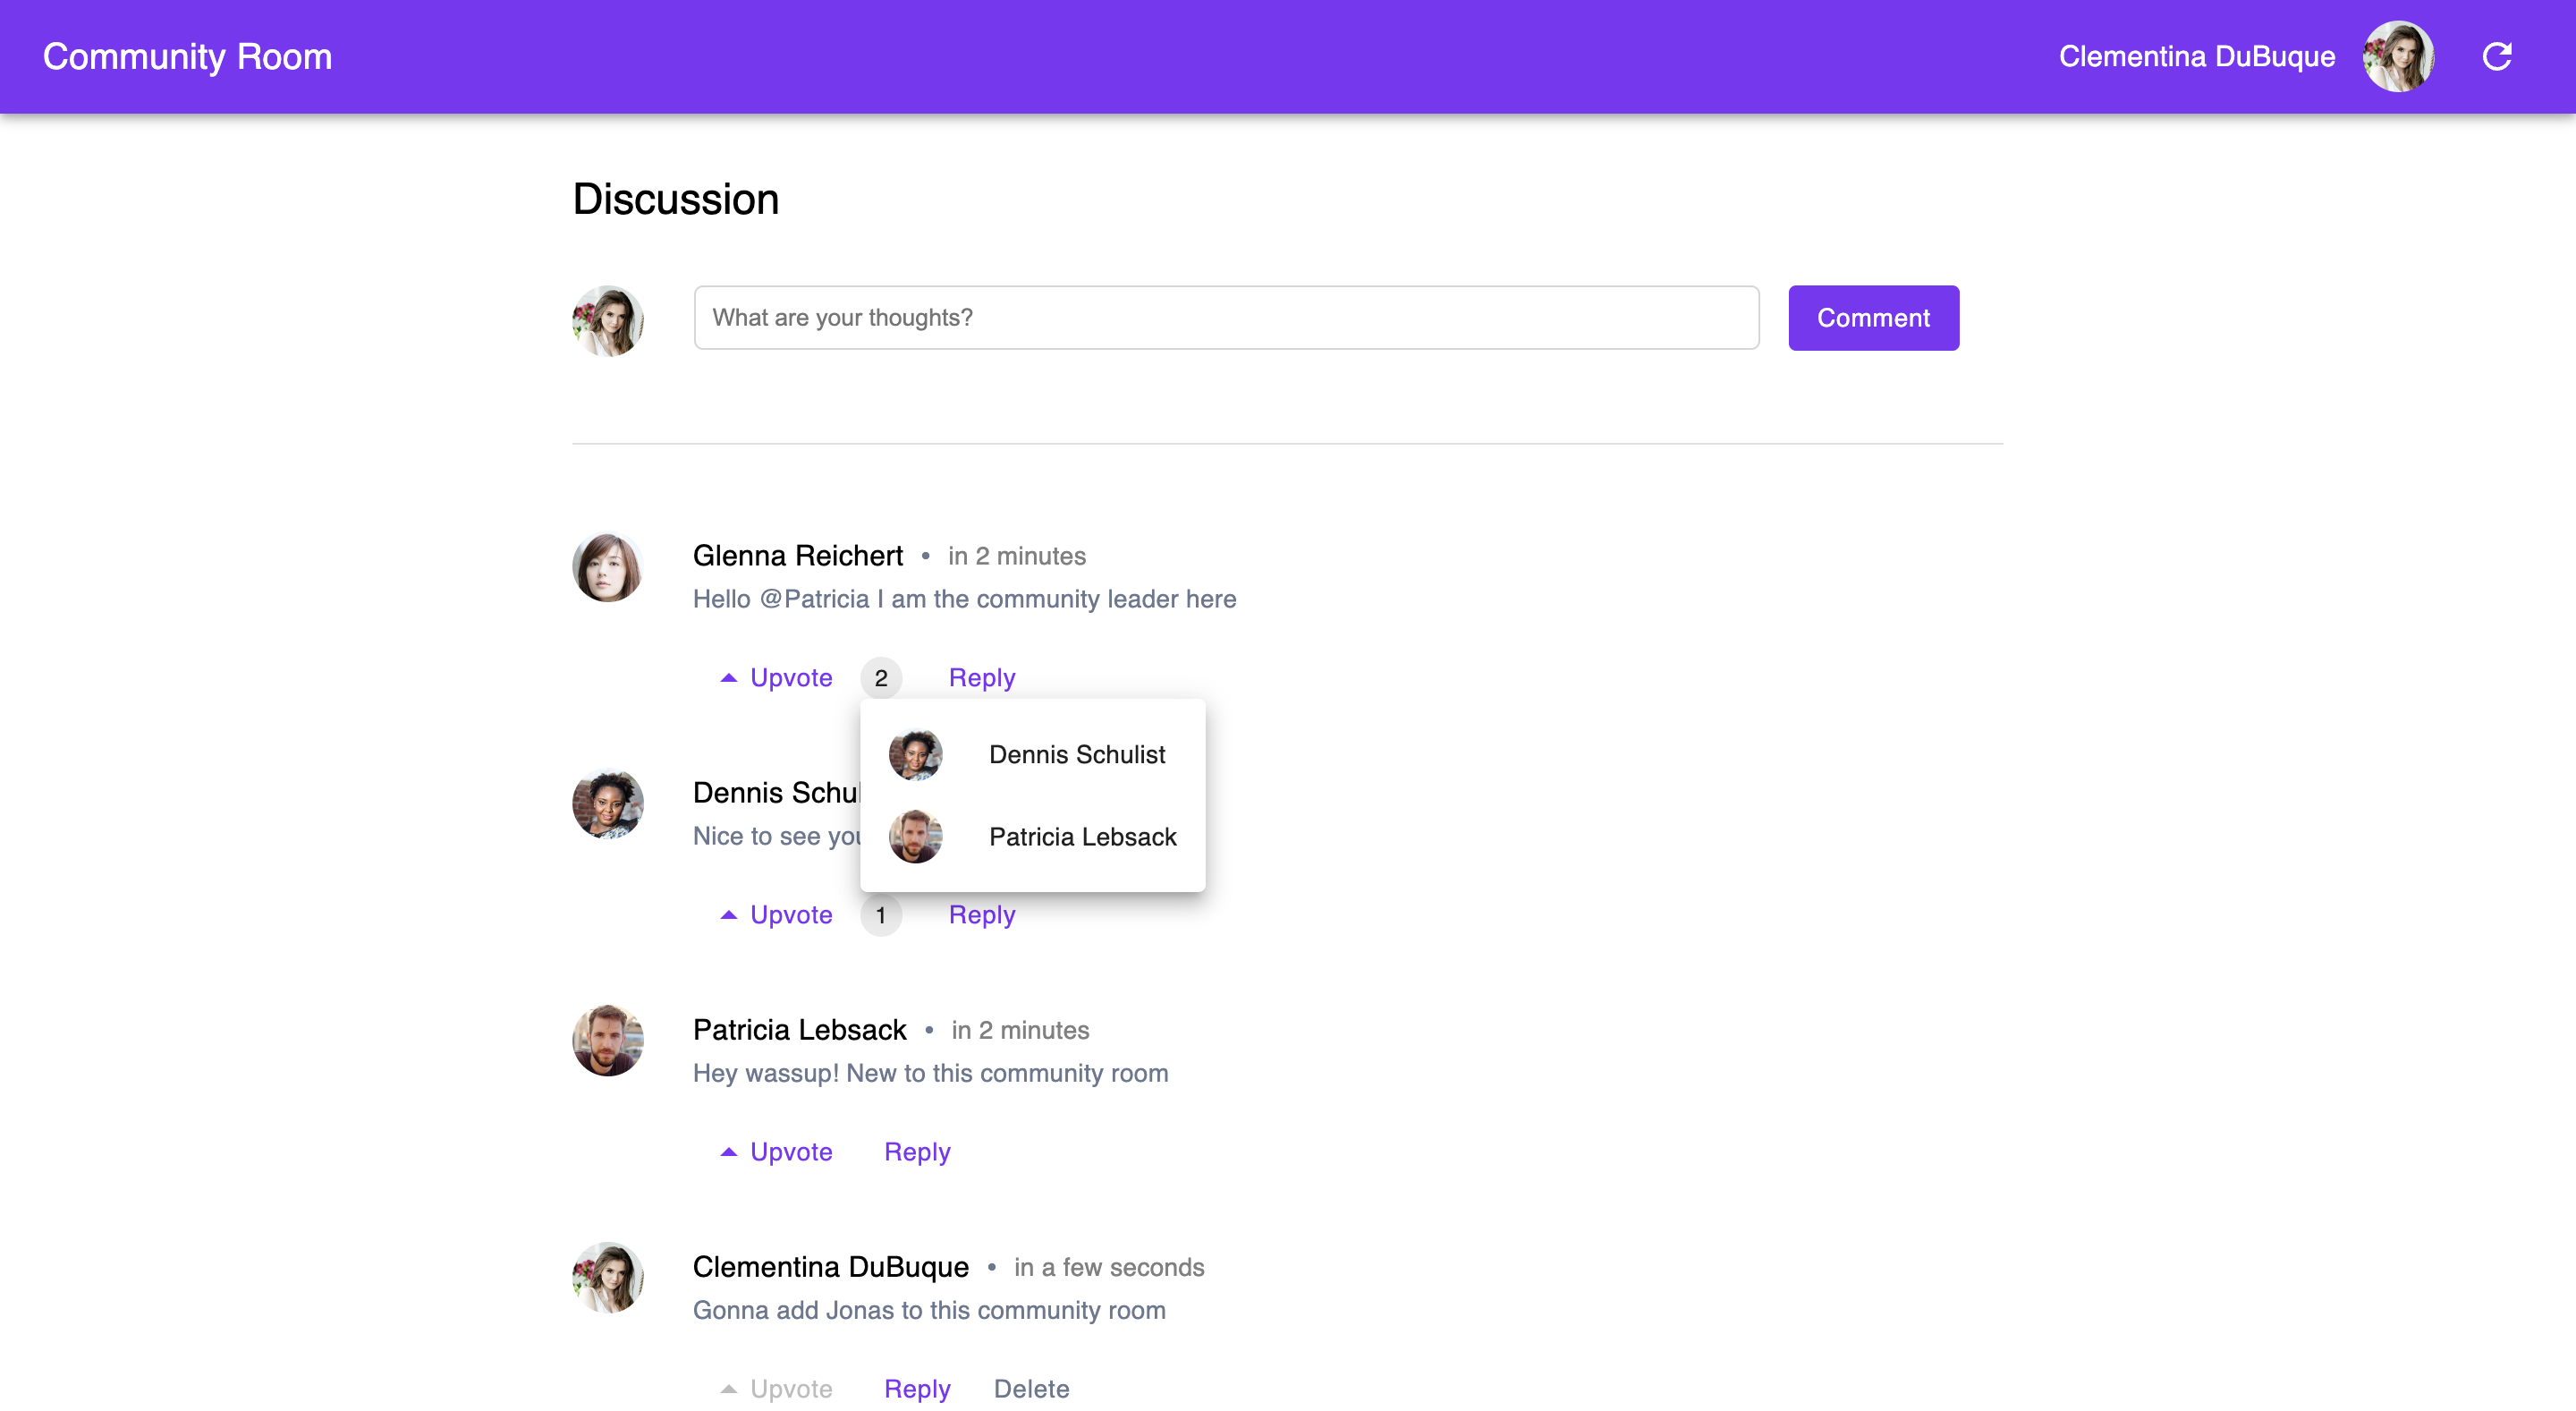 Community Room
Clementina DuBuque
Discussion
What are your thoughts?
Comment
Glenna Reichert • in 2 minutes
Hello @Patricia I am the community leader here
Upvote 2 Reply
Dennis Schulist
Patricia Lebsack
Dennis
Nice to see
Upvote 1 Reply
Patricia Lebsack • in 2 minutes
Hey wassup! New to this community room
Upvote Reply
Clementina DuBuque • in a few seconds
Gonna add Jonas to this community room
Upvote Reply Delete